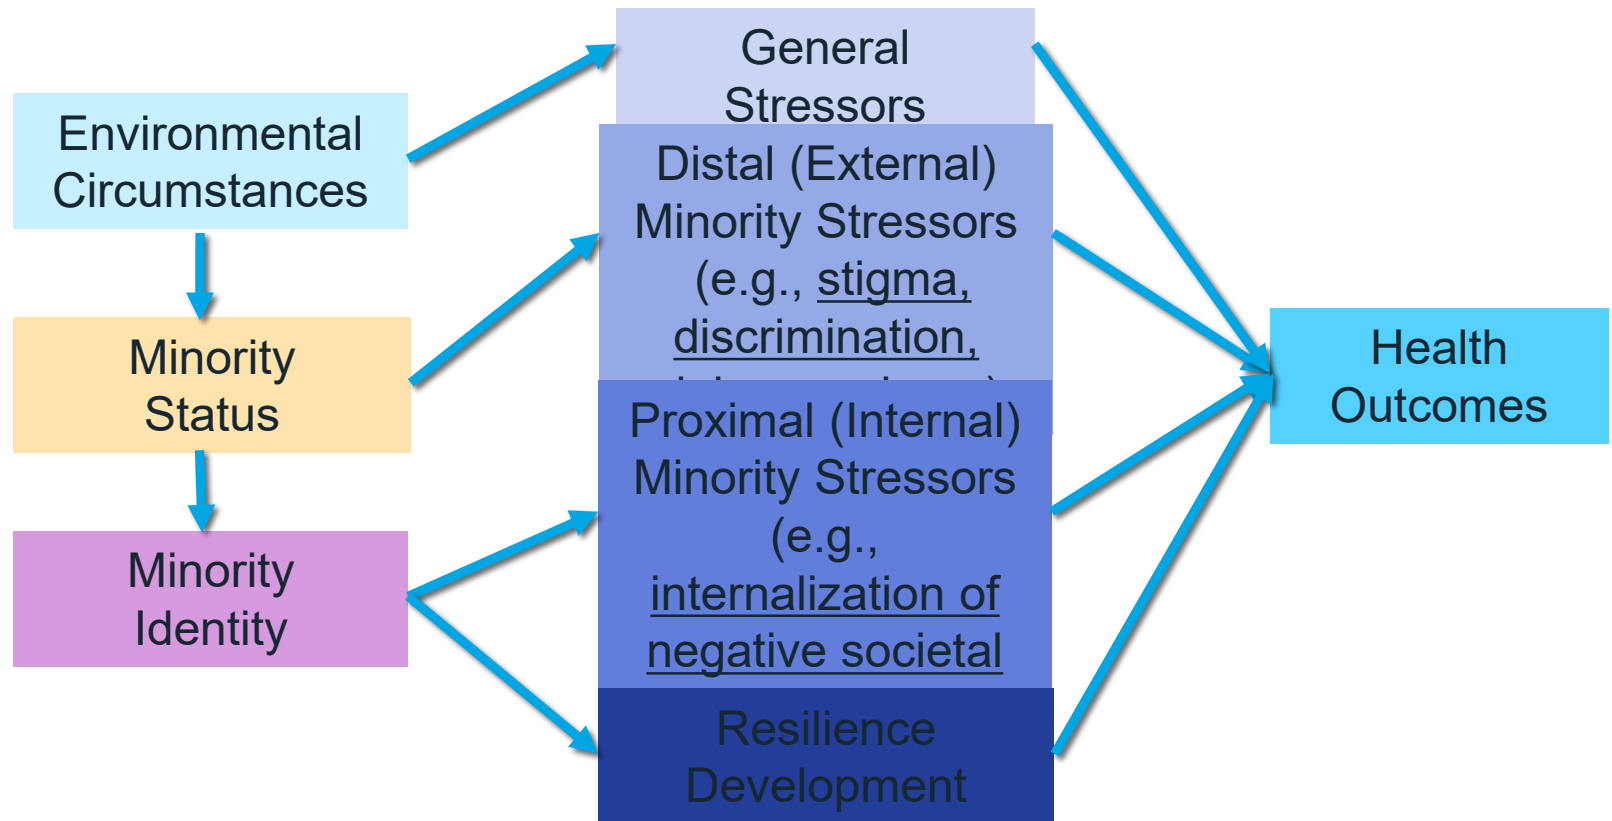 General
Stressors
Environmental
Circumstances
Distal (External)
Minority Stressors
(e.g., stigma,
discrimination,
Minority
Status
Proximal (Internal)
Minority Stressors
(e.g.,
internalization of
negative societal
Minority
Identity
Resilience
Development
Health
Outcomes